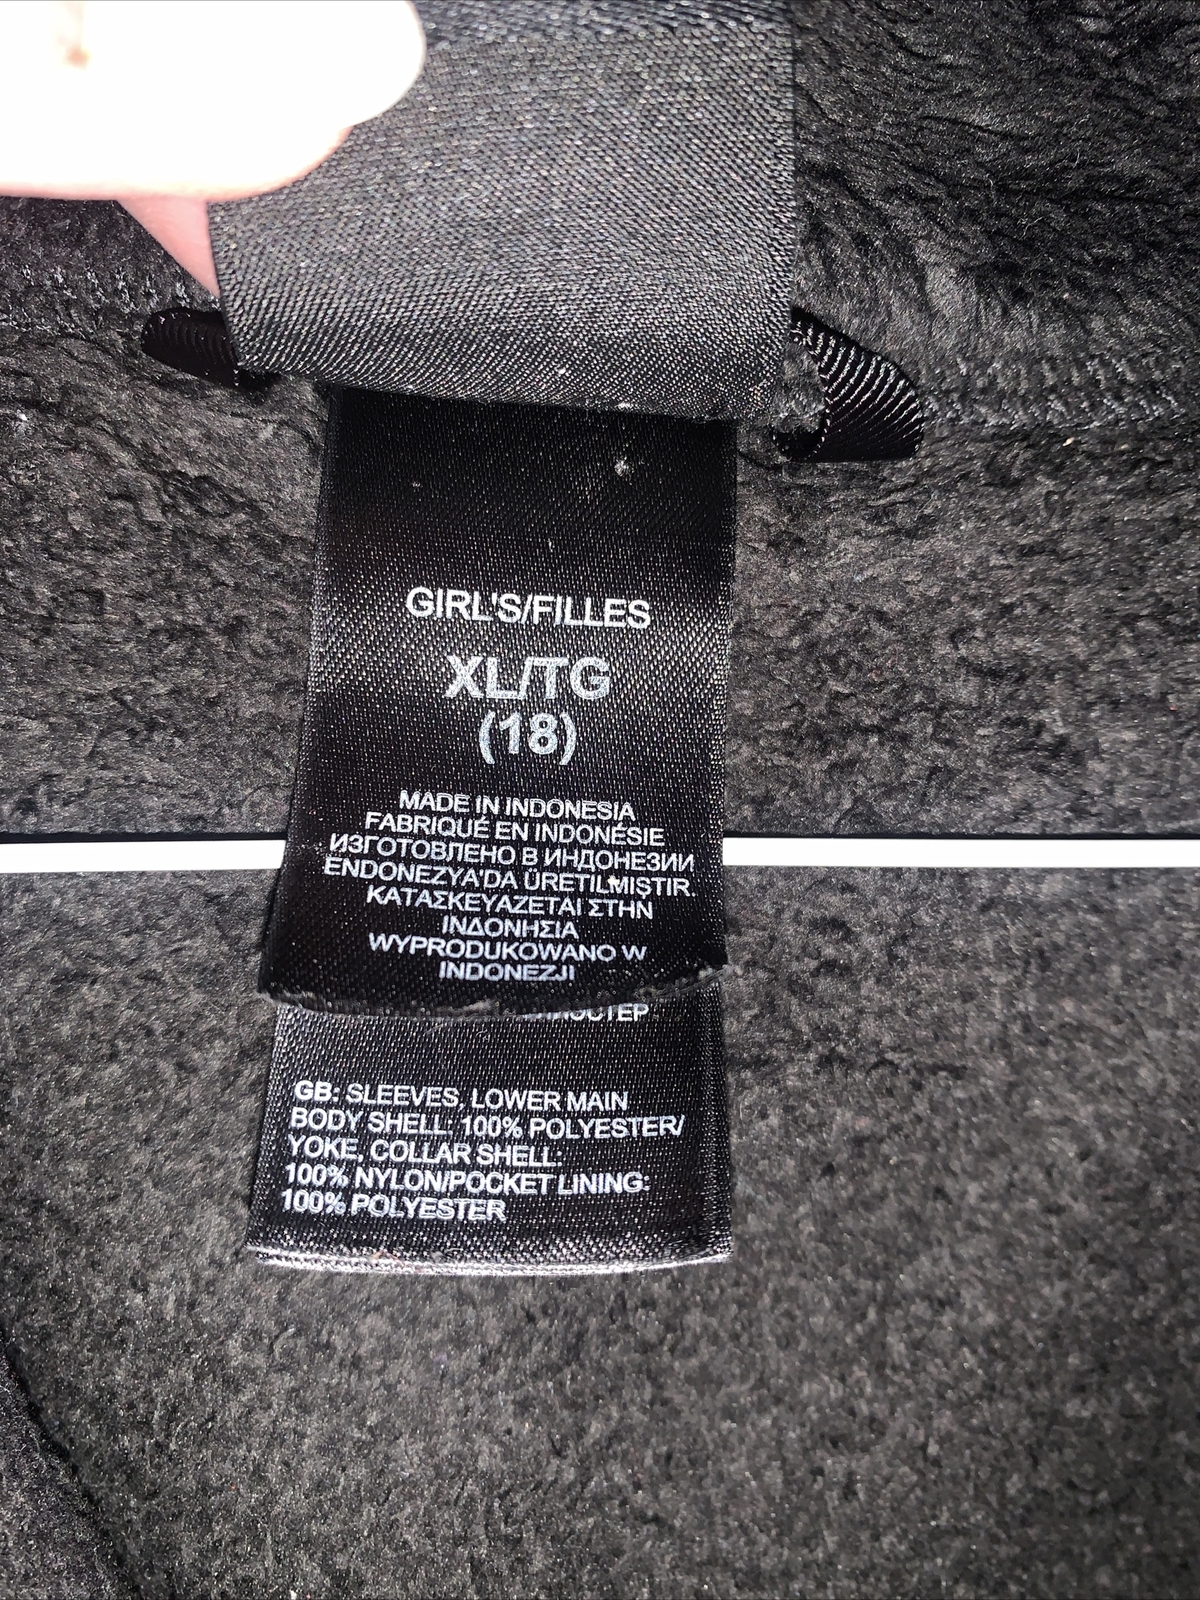 GIRL'S/FILLES
XL/TG
(18)
MADE IN INDONESIA
FABRIQUÉ EN INDONÉSIE
ИЗГОТОВЛЕНО В ИНДОНЕЗИИ
ENDONEZYA'DA ÜRETILMISTIR
ΚΑΤΑΣΚΕΥΑΖΕΤΑΙ ΣΤΗΝ
ΙΝΔΟΝΗΣΙΑ
WYPRODUKOWANO W
INDONEZJI
GB: SLEEVES, LOWER MAIN
BODY SHELL: 100% POLYESTER/
YOKE, COLLAR SHELL:
100% NYLON/POCKET LINING:
100% POLYESTER